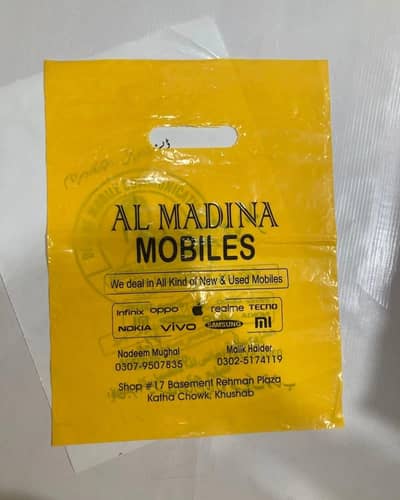 AL MADINA
MOBILES
We deal in All Kind of New & Used Mobiles
Infinix oppo realme TECNO
NOKIA vivo SAMSUNG mi
Nadeem Mughal Malik Haider
0307-9507835 0302-5174119
Shop #17 Basement Rehman Plaza
Katha Chowk, Khushab